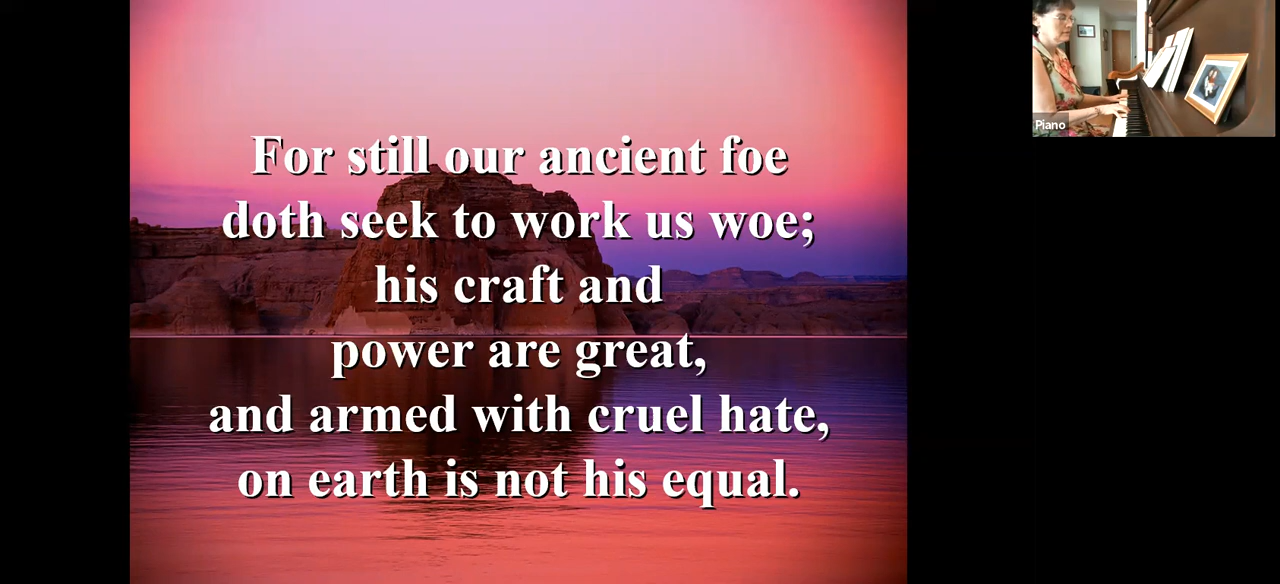 For still our ancient foe
doth seek to work us woe;
his craft and
power are great,
and armed with cruel hate,
on earth is not his equal.
Piano